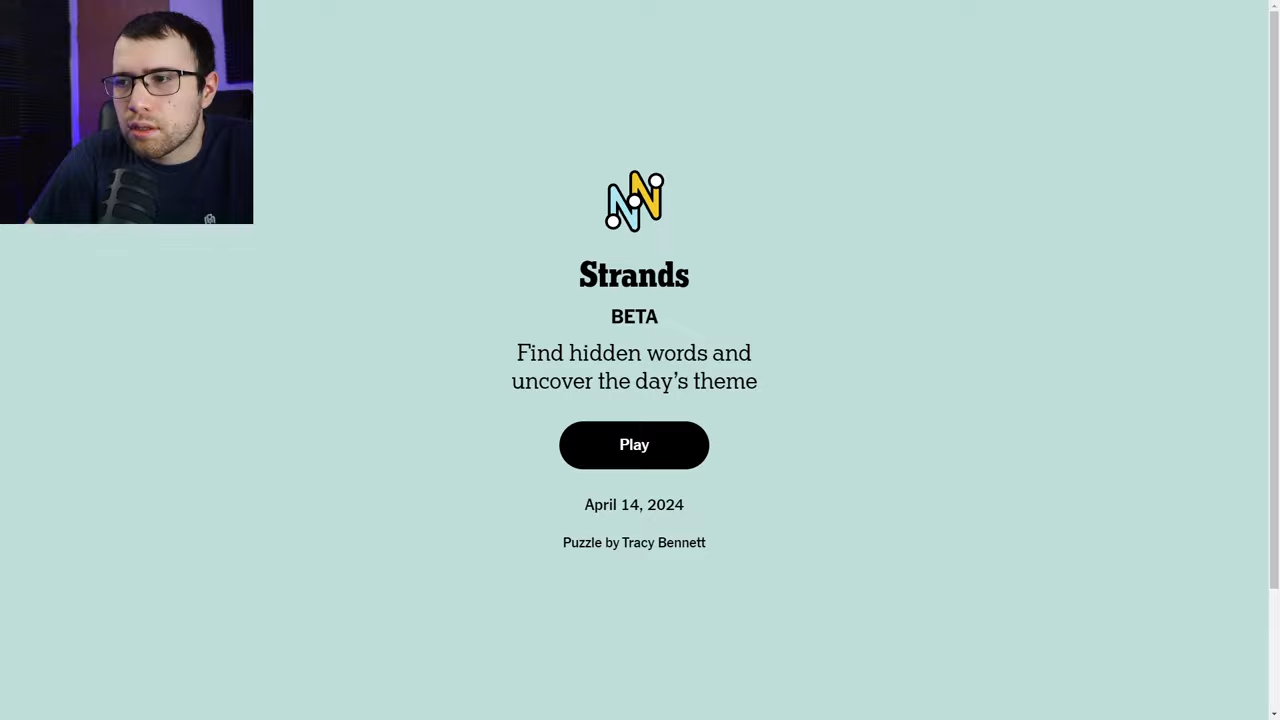 Strands
BETA
Find hidden words and
uncover the day's theme
Play
April 14, 2024
Puzzle by Tracy Bennett